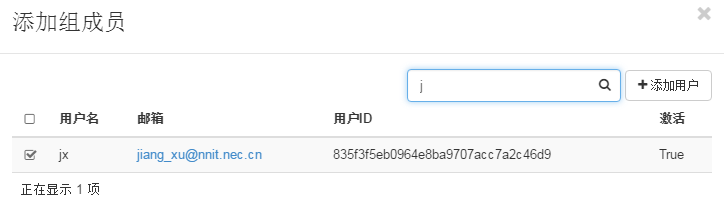 添加组成员
j
添加用户
用户名 邮箱 用户ID 激活
jx jiang_xu@nnit.nec.cn 835f3f5eb0964e8ba9707acc7a2c46d9 True
正在显示 1 项